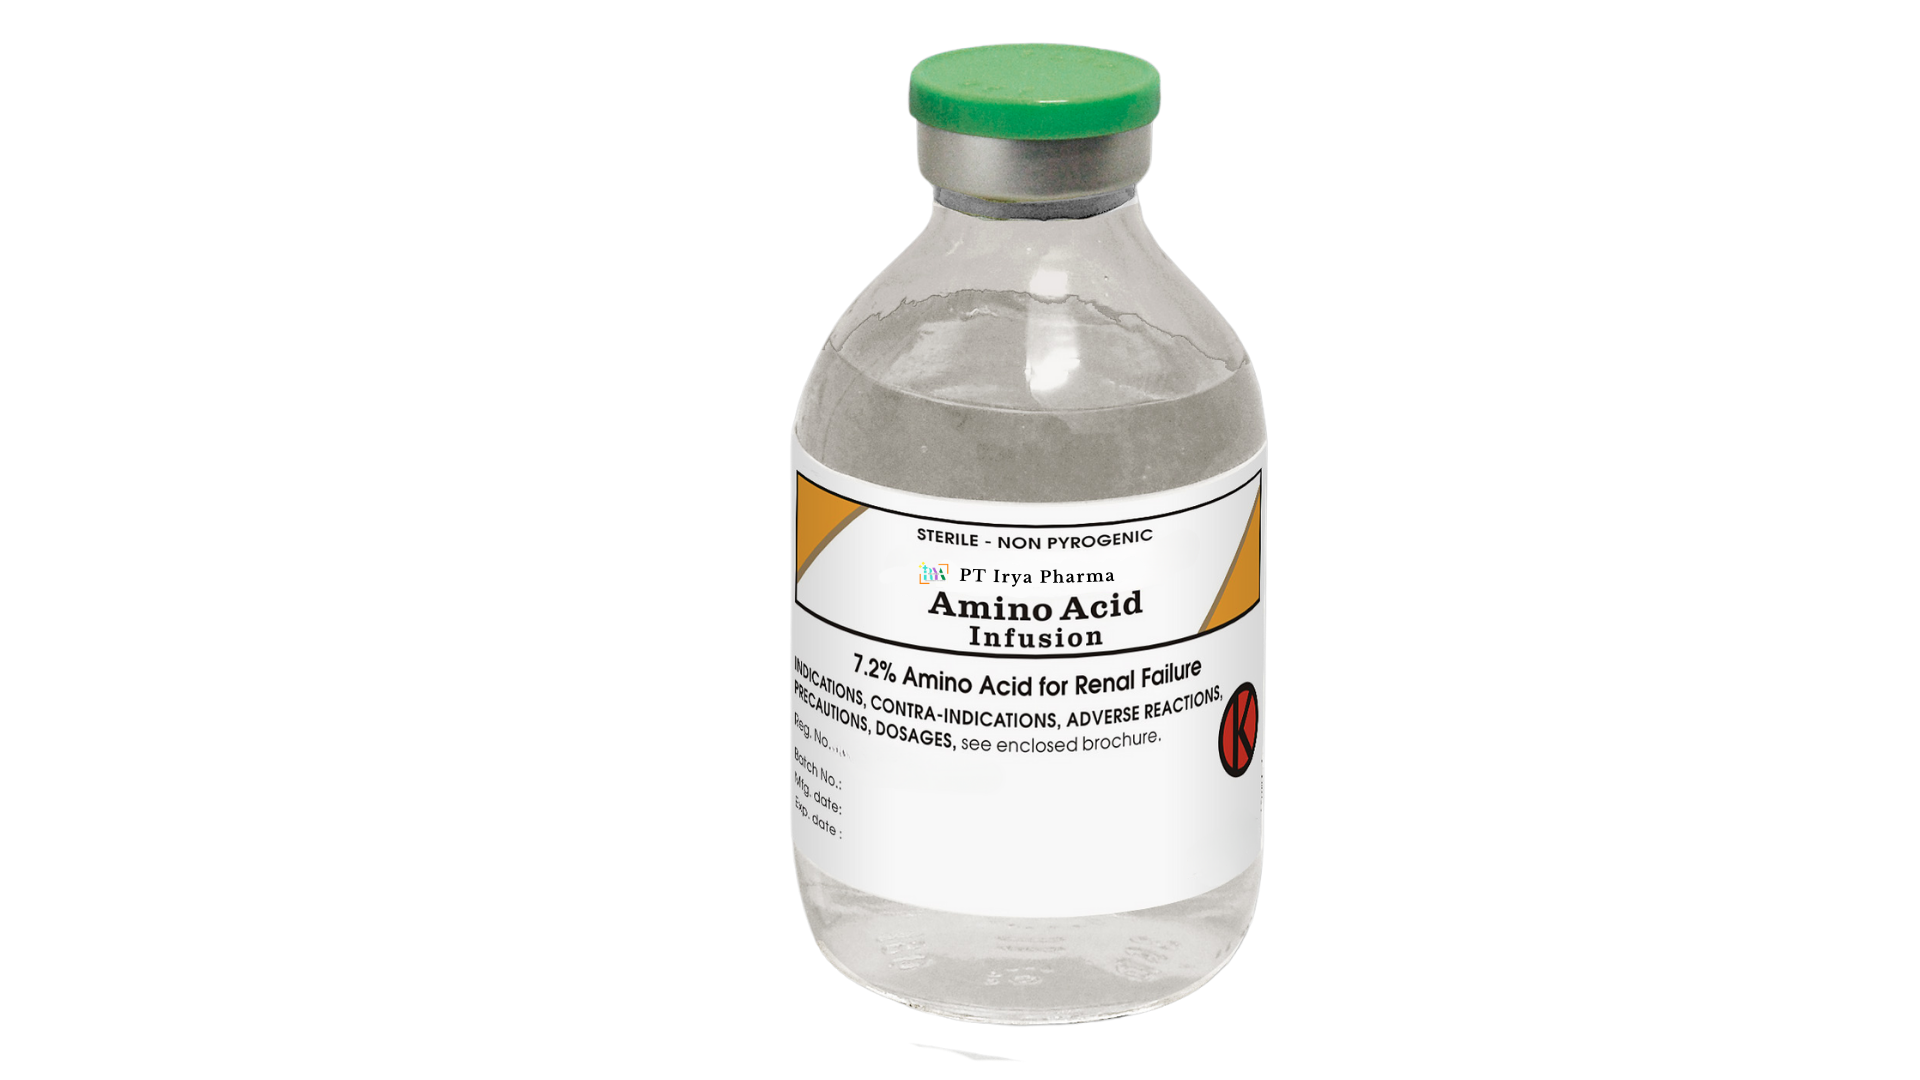 STERILE - NON PYROGENIC
PT Irya Pharma
Amino Acid
Infusion
7.2% Amino Acid for Renal Failure
INDICATIONS, CONTRA-INDICATIONS, ADVERSE REACTIONS,
PRECAUTIONS, DOSAGES, see enclosed brochure.
Reg. No.
Batch No.:
Mfg. date:
Exp. date :
K